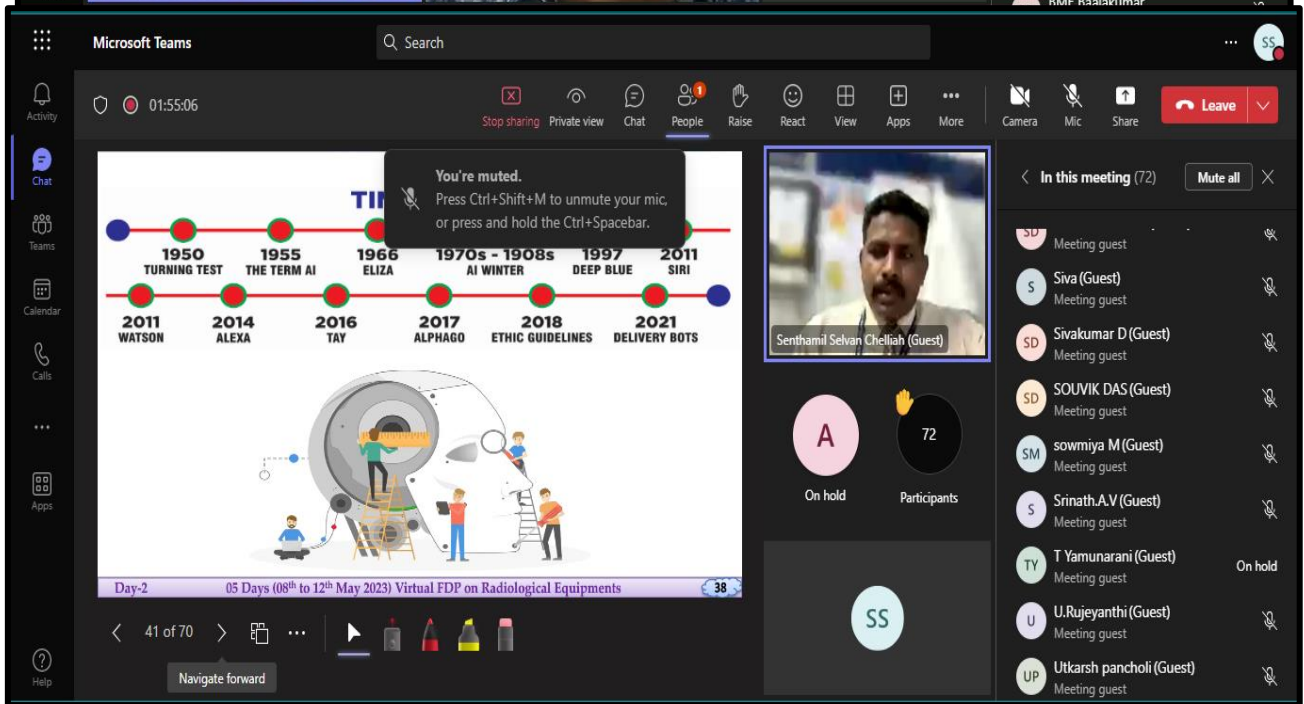 BME Baalakumar
Microsoft Teams
Search
SS
Activity
Chat
Teams
Calendar
Calls
Apps
Help
01:55:06
Stop sharing
Private view
Chat
People
1
Raise
React
View
Apps
More
Camera
Mic
Share
Leave
You're muted.
Press Ctrl+Shift+M to unmute your mic,
or press and hold the Ctrl+Spacebar.
1950
TURNING TEST
1955
THE TERM AI
1966
ELIZA
1970s - 1908s
AI WINTER
1997
DEEP BLUE
2011
SIRI
2011
WATSON
2014
ALEXA
2016
TAY
2017
ALPHAGO
2018
ETHIC GUIDELINES
2021
DELIVERY BOTS
Day-2 05 Days (08th to 12th May 2023) Virtual FDP on Radiological Equipments 38
41 of 70
Navigate forward
Senthamil Selvan Chelliah (Guest)
A
On hold
72
Participants
SS
In this meeting (72)
Mute all
SD
Meeting guest
S
Siva (Guest)
Meeting guest
SD
Sivakumar D (Guest)
Meeting guest
SD
SOUVIK DAS (Guest)
Meeting guest
SM
sowmiya M (Guest)
Meeting guest
S
Srinath.A.V (Guest)
Meeting guest
TY
T Yamunarani (Guest)
Meeting guest
On hold
U
U.Rujeyanthi (Guest)
Meeting guest
UP
Utkarsh pancholi (Guest)
Meeting guest